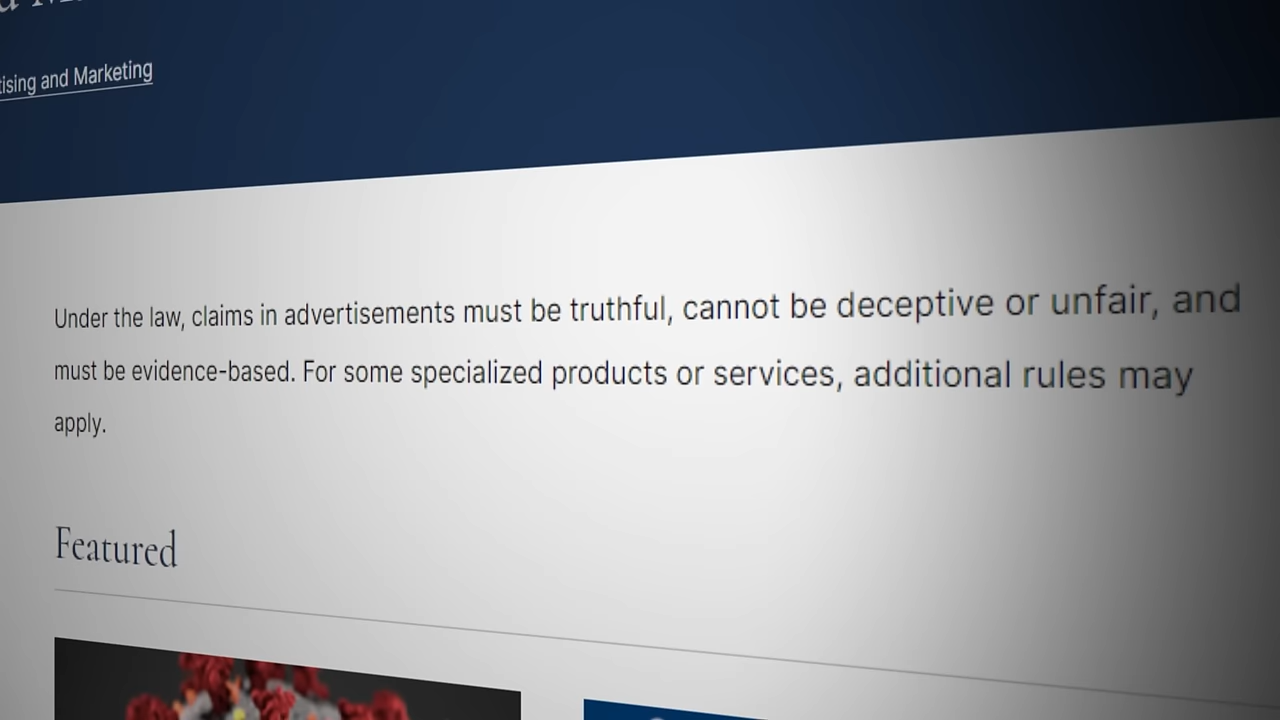 and Marketing
Under the law, claims in advertisements must be truthful, cannot be deceptive or unfair, and
must be evidence-based. For some specialized products or services, additional rules may
apply.
Featured